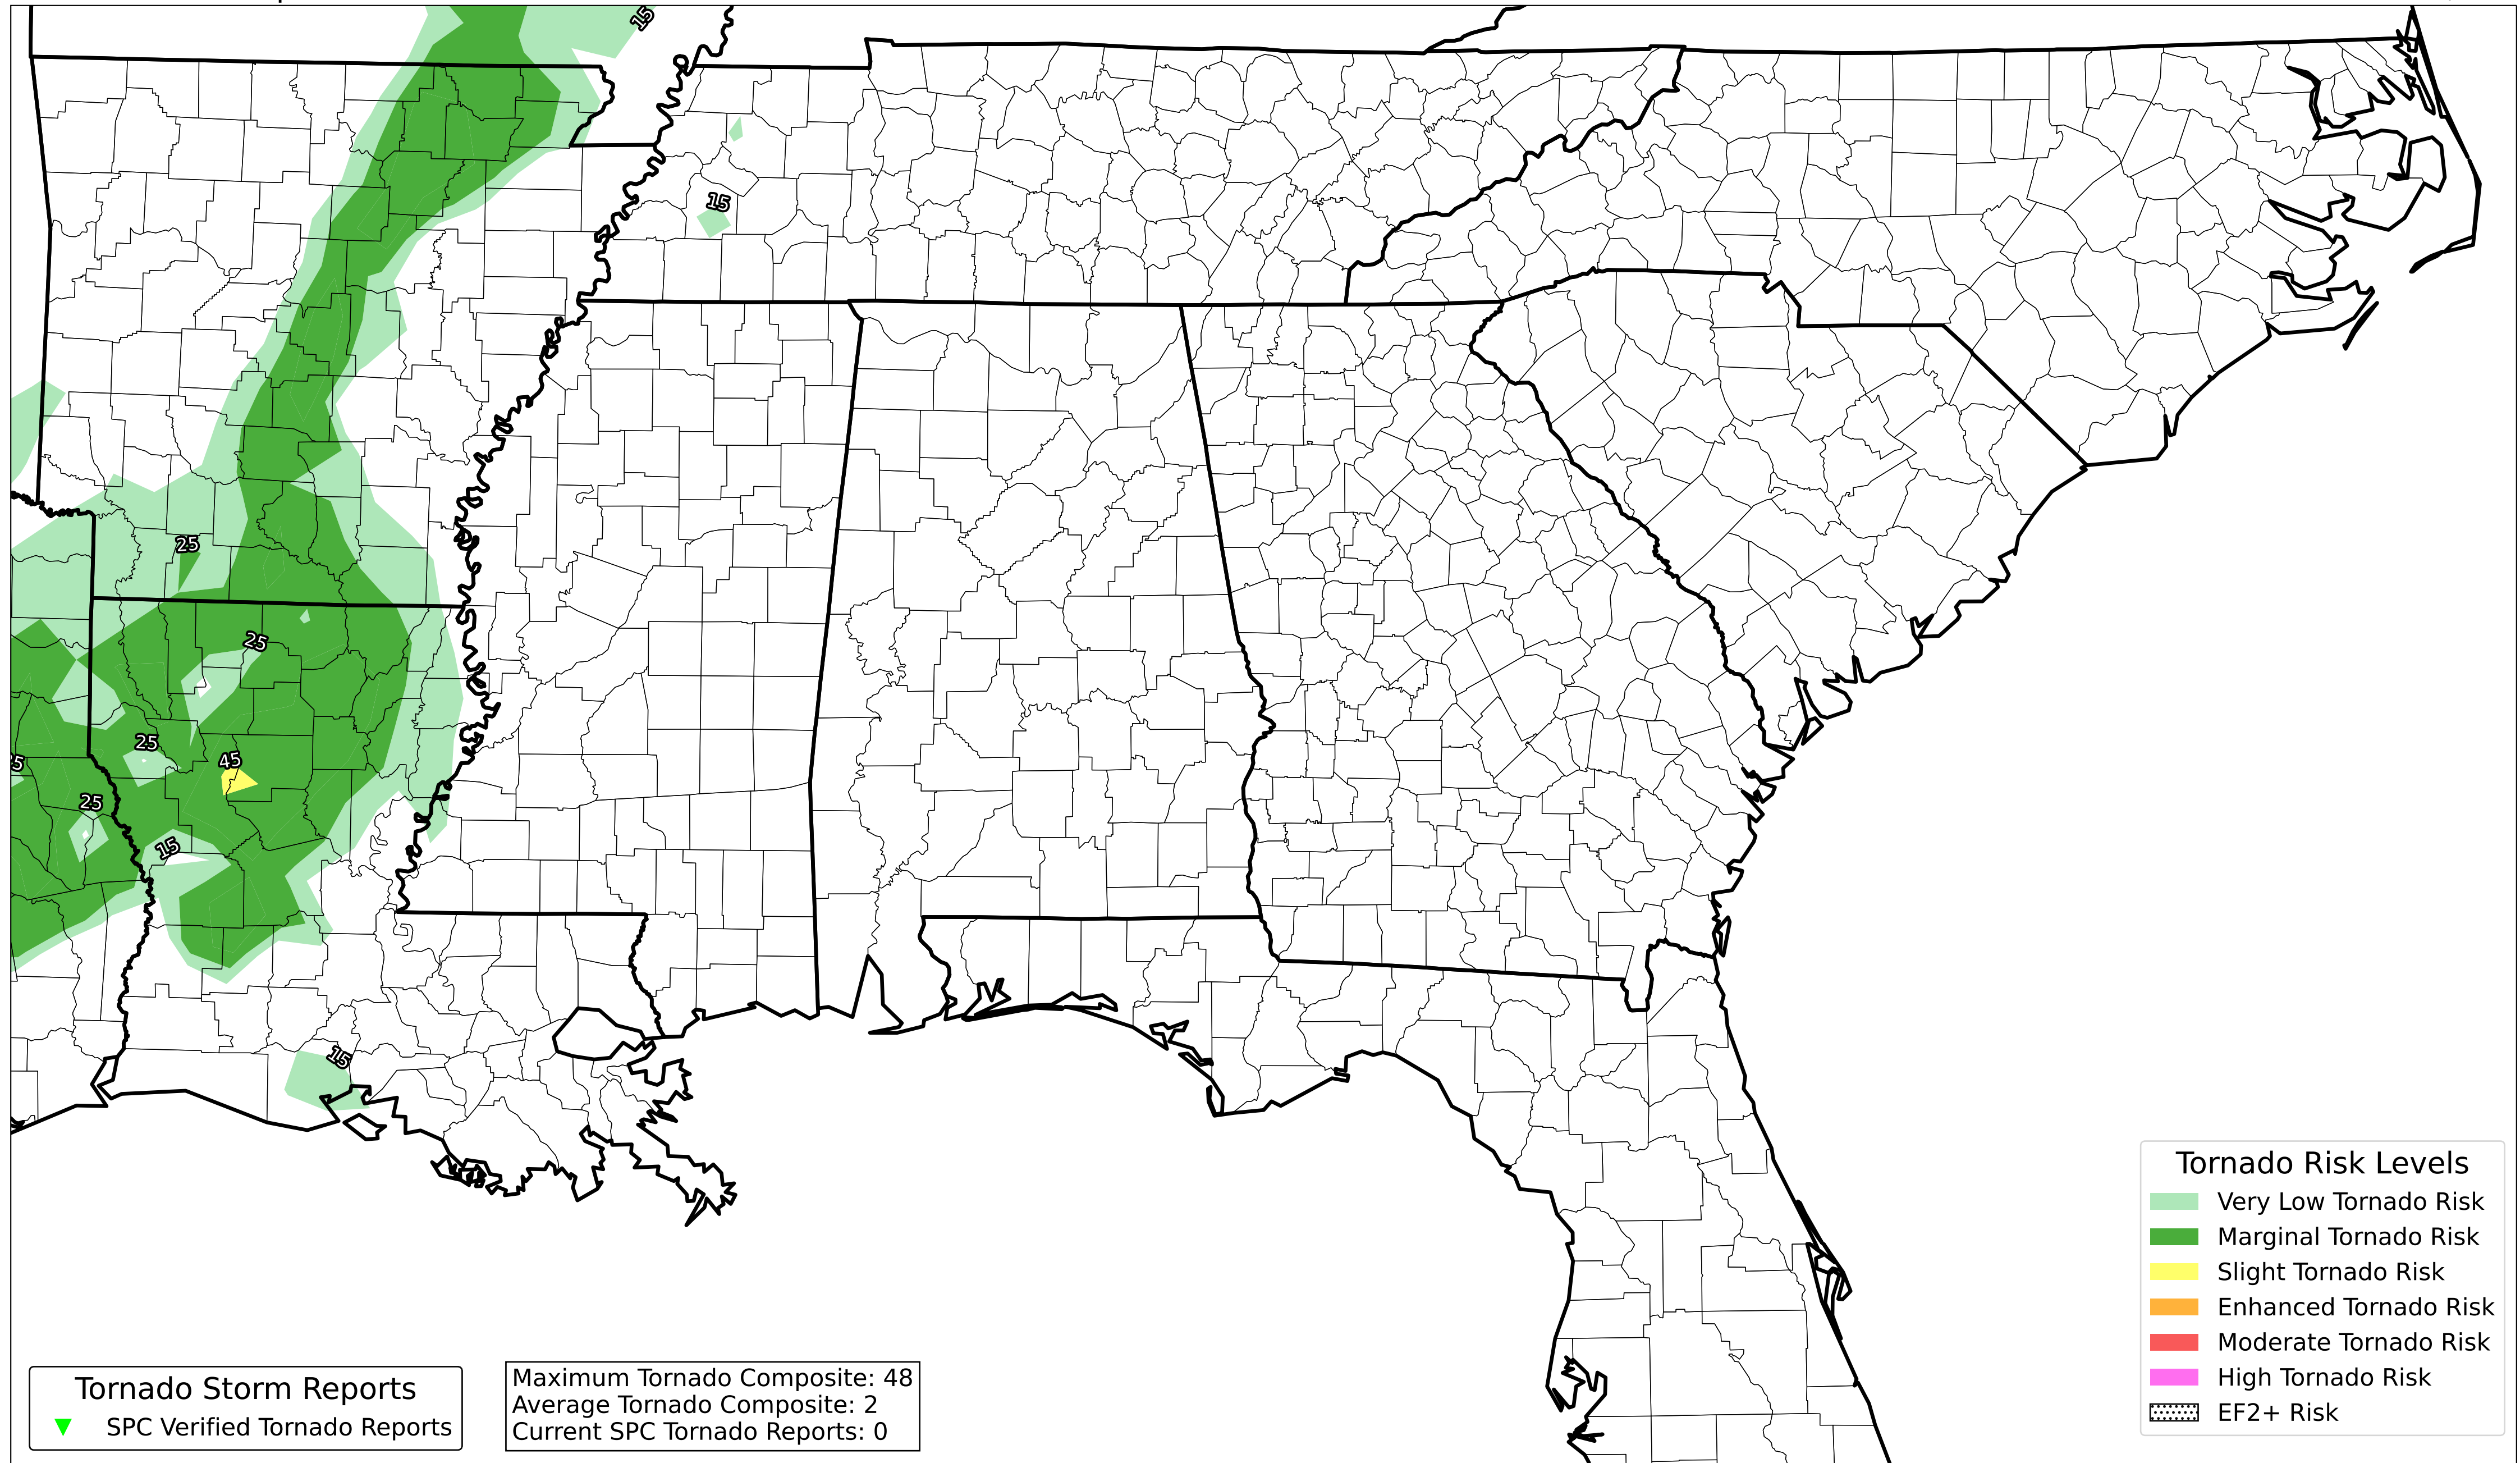 15
15
25
25
25
45
5
25
15
15
Tornado Risk Levels
Very Low Tornado Risk
Marginal Tornado Risk
Slight Tornado Risk
Enhanced Tornado Risk
Moderate Tornado Risk
High Tornado Risk
EF2+ Risk
Tornado Storm Reports
SPC Verified Tornado Reports
Maximum Tornado Composite: 48
Average Tornado Composite: 2
Current SPC Tornado Reports: 0